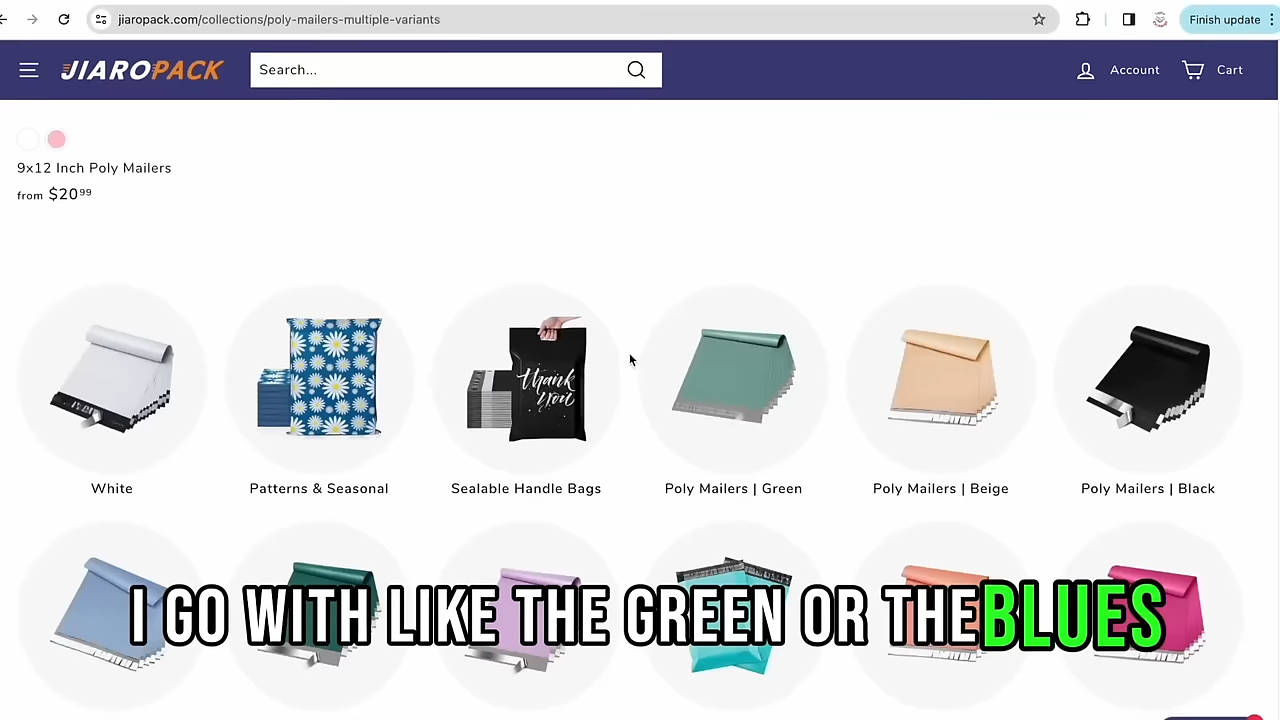 jiaropack.com/collections/poly-mailers-multiple-variants
Finish update
JIAROPACK
Search...
Account
Cart
9x12 Inch Poly Mailers
from $20.99
thank you
White
Patterns & Seasonal
Sealable Handle Bags
Poly Mailers | Green
Poly Mailers | Beige
Poly Mailers | Black
I GO WITH LIKE THE GREEN OR THE BLUES